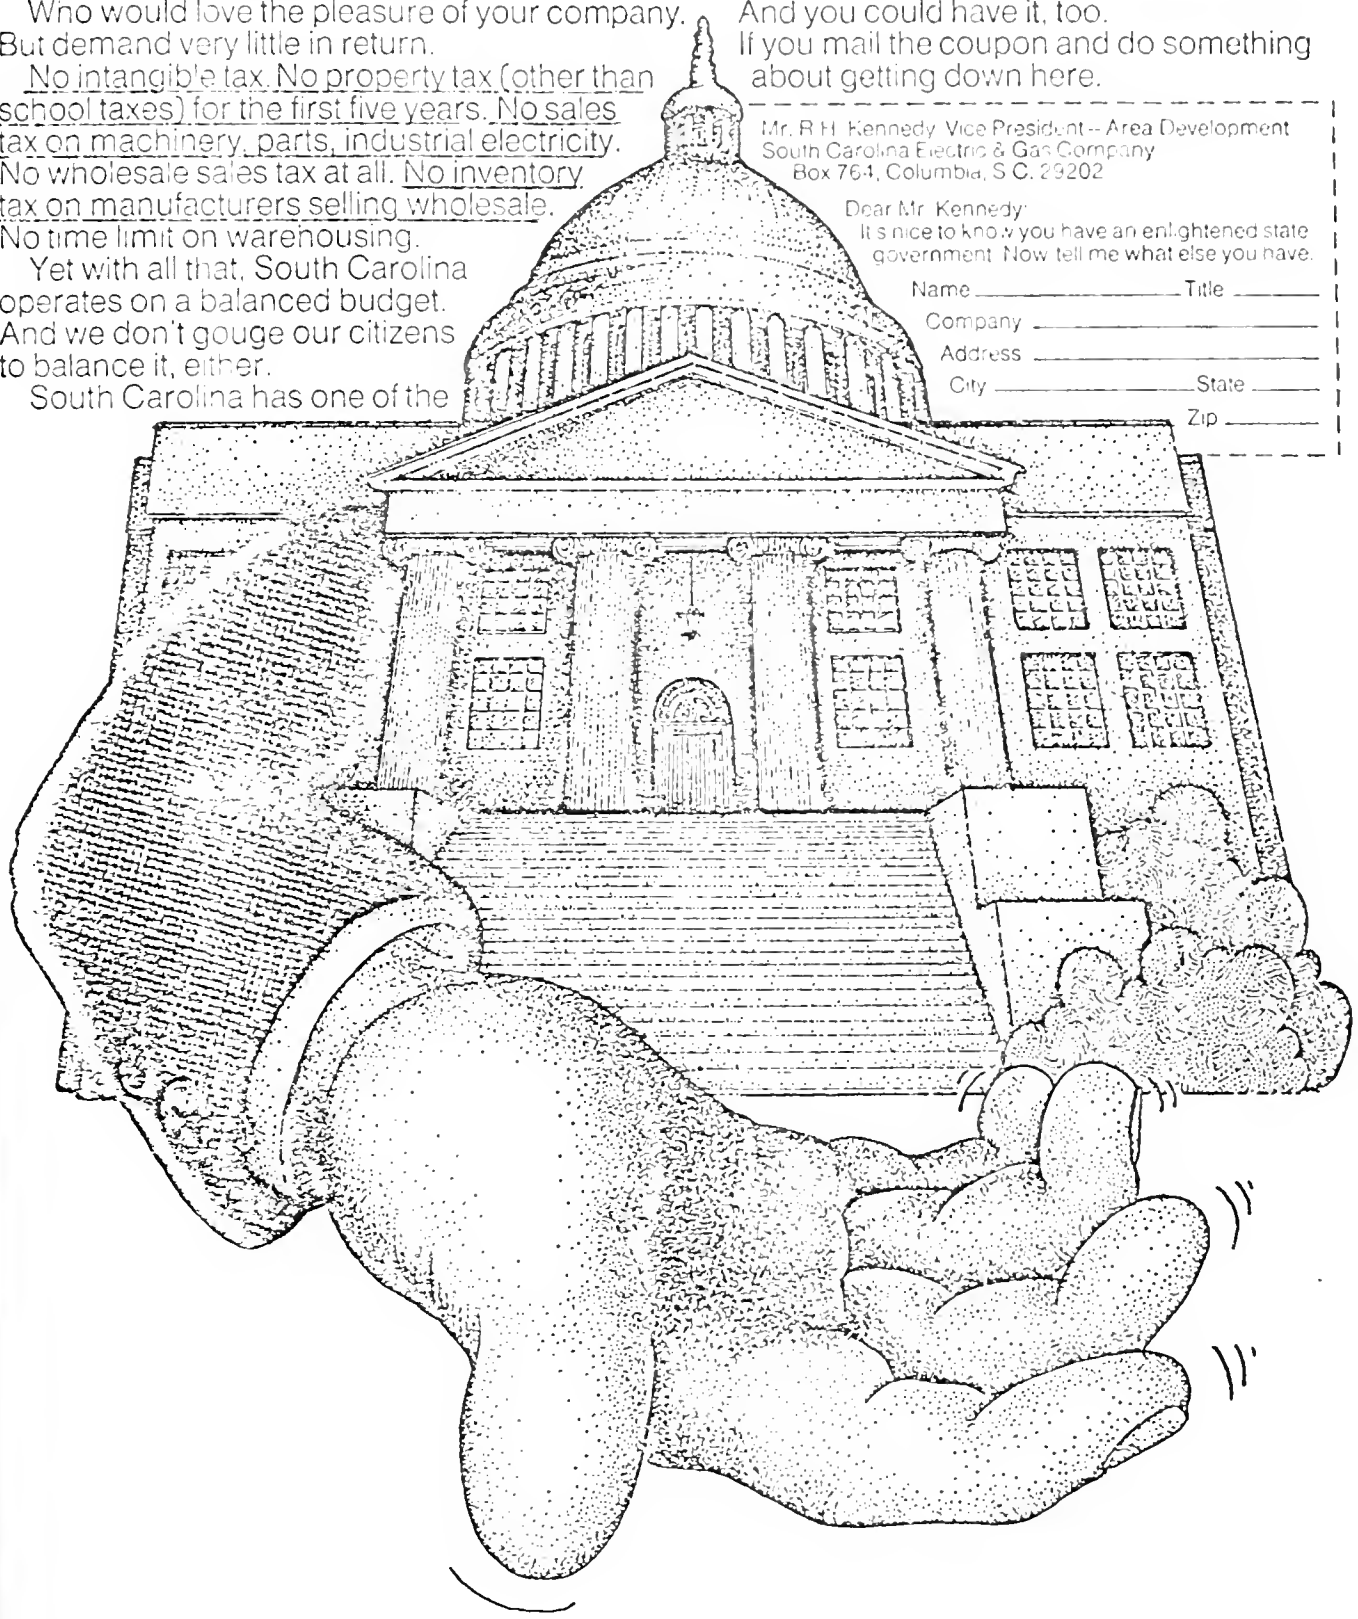 Who would love the pleasure of your company.
But demand very little in return.
No intangible tax. No property tax (other than
school taxes) for the first five years. No sales
tax on machinery, parts, industrial electricity.
No wholesale sales tax at all. No inventory
tax on manufacturers selling wholesale.
No time limit on warehousing.
Yet with all that, South Carolina
operates on a balanced budget.
And we don't gouge our citizens
to balance it, either.
South Carolina has one of the
And you could have it, too.
If you mail the coupon and do something
about getting down here.
Mr. R H Kennedy Vice President -- Area Development
South Carolina Electric & Gas Company
Box 764, Columbia, S C. 29202
Dear Mr Kennedy:
It's nice to know you have an enlightened state
government Now tell me what else you have.
Name Title
Company
Address
City State
Zip